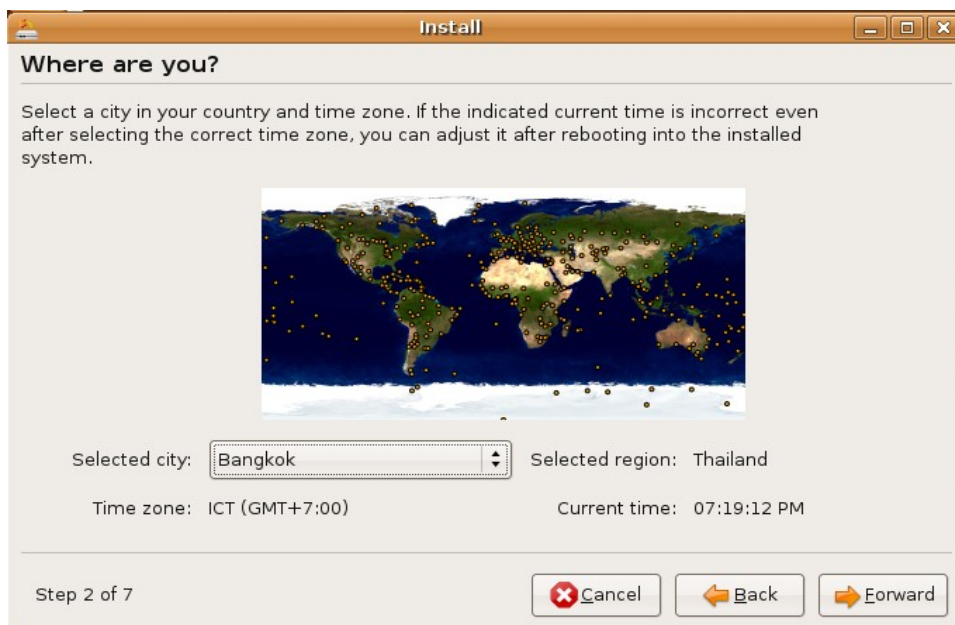 Install
Where are you?
Select a city in your country and time zone. If the indicated current time is incorrect even
after selecting the correct time zone, you can adjust it after rebooting into the installed
system.
Selected city: Bangkok Selected region: Thailand
Time zone: ICT (GMT+7:00) Current time: 07:19:12 PM
Step 2 of 7 Cancel Back Forward